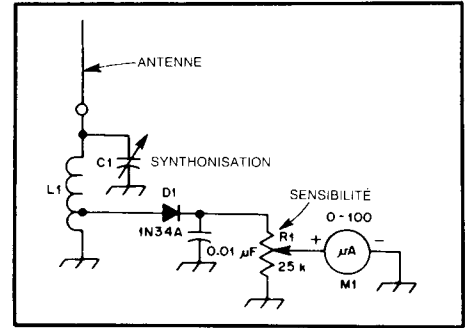 ANTENNE
C1
SYNTHONISATION
L1
D1
1N34A
0.01 µF
SENSIBILITÉ
R1
25 k
0-100
+
µA
-
M1